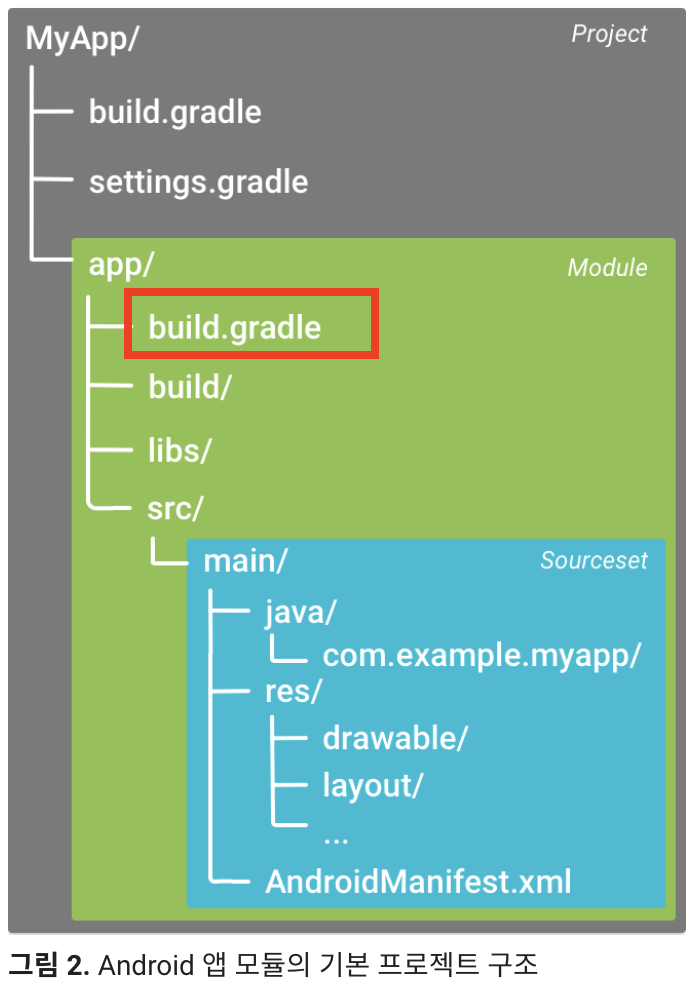 MyApp/ Project
build.gradle
settings.gradle
app/ Module
build.gradle
build/
libs/
src/
main/ Sourceset
java/
com.example.myapp/
res/
drawable/
layout/
...
AndroidManifest.xml
그림 2. Android 앱 모듈의 기본 프로젝트 구조